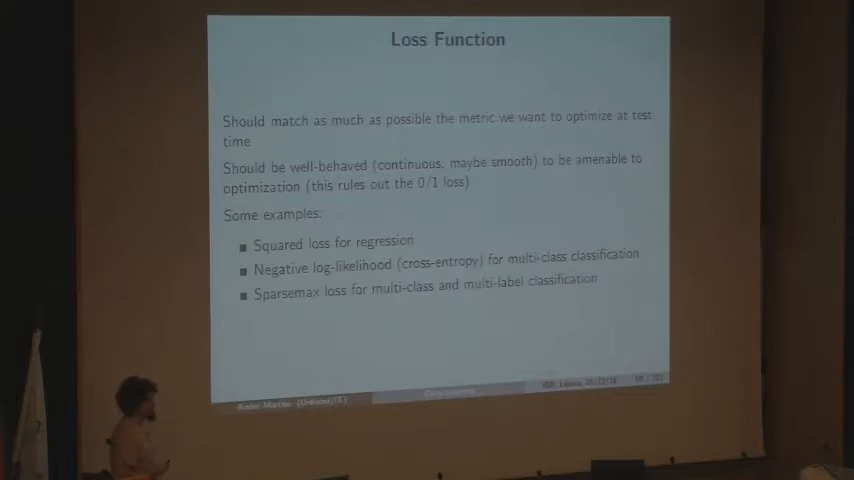 Loss Function
Should match as much as possible the metric we want to optimize at test
time
Should be well-behaved (continuous, maybe smooth) to be amenable to
optimization (this rules out the 0/1 loss)
Some examples:
Squared loss for regression
Negative log-likelihood (cross-entropy) for multi-class classification
Sparsemax loss for multi-class and multi-label classification
(Unbabel/IT)